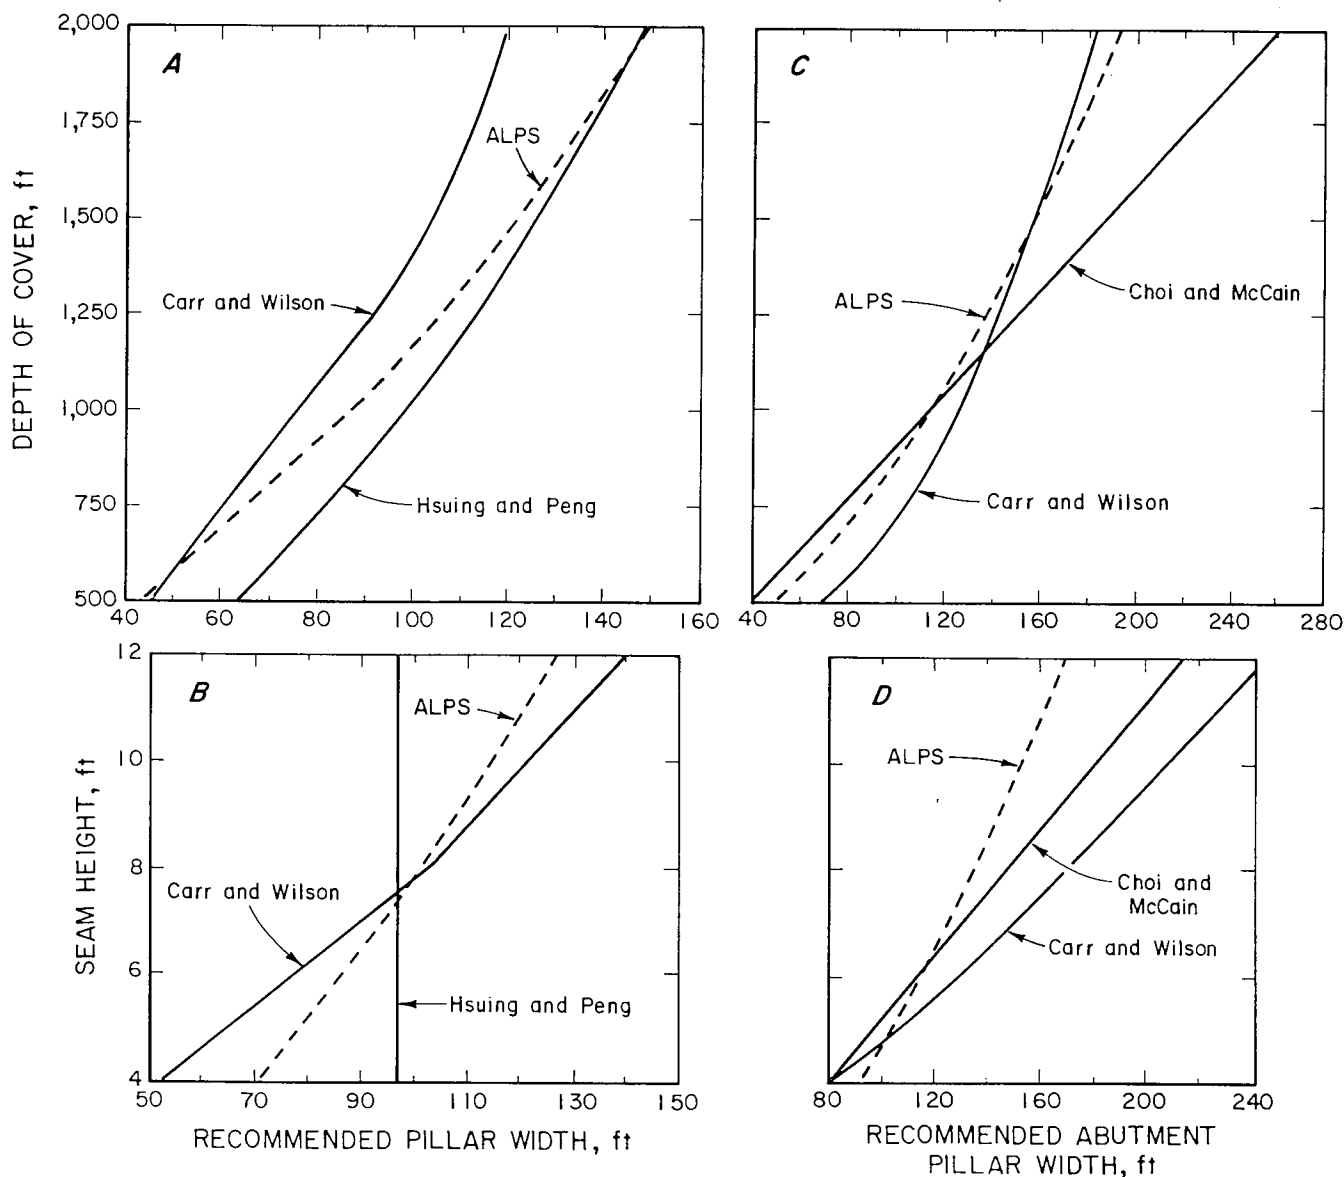 A
ALPS
Carr and Wilson
Hsuing and Peng
DEPTH OF COVER, ft
2,000
1,750
1,500
1,250
1,000
750
500
40
60
80
100
120
140
160
C
ALPS
Choi and McCain
Carr and Wilson
40
80
120
160
200
240
280
B
ALPS
Carr and Wilson
Hsuing and Peng
SEAM HEIGHT, ft
12
10
8
6
4
50
70
90
110
130
150
RECOMMENDED PILLAR WIDTH, ft
D
ALPS
Choi and
McCain
Carr and Wilson
80
120
160
200
240
RECOMMENDED ABUTMENT
PILLAR WIDTH, ft